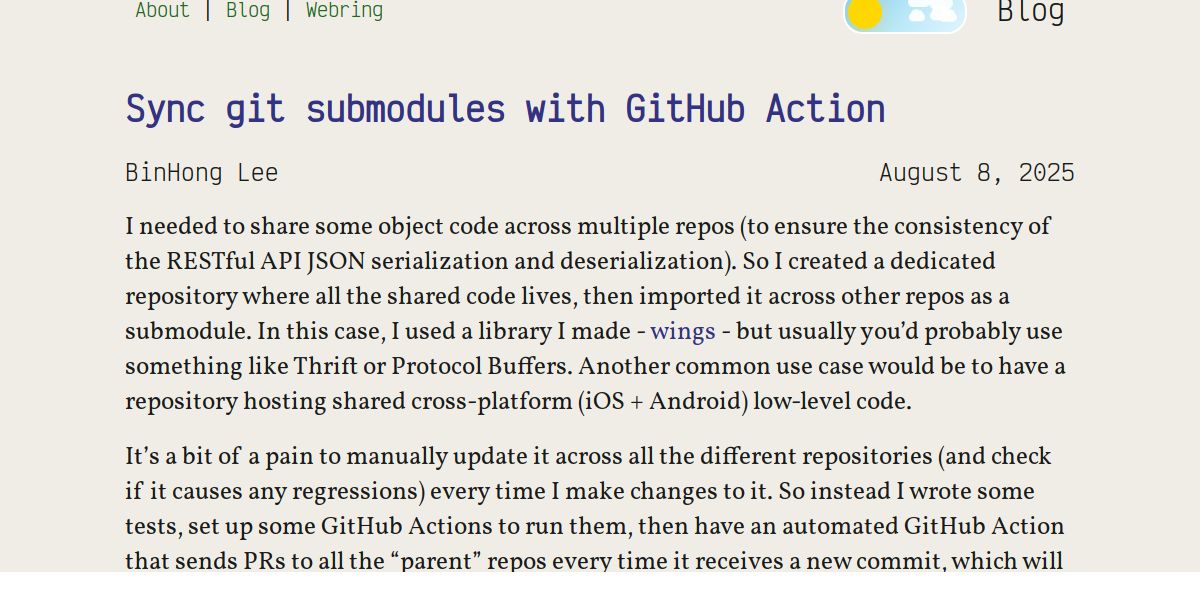 About | Blog | Webring
Blog
Sync git submodules with GitHub Action
BinHong Lee
August 8, 2025
I needed to share some object code across multiple repos (to ensure the consistency of
the RESTful API JSON serialization and deserialization). So I created a dedicated
repository where all the shared code lives, then imported it across other repos as a
submodule. In this case, I used a library I made - wings - but usually you’d probably use
something like Thrift or Protocol Buffers. Another common use case would be to have a
repository hosting shared cross-platform (iOS + Android) low-level code.
It’s a bit of a pain to manually update it across all the different repositories (and check
if it causes any regressions) every time I make changes to it. So instead I wrote some
tests, set up some GitHub Actions to run them, then have an automated GitHub Action
that sends PRs to all the “parent” repos every time it receives a new commit, which will